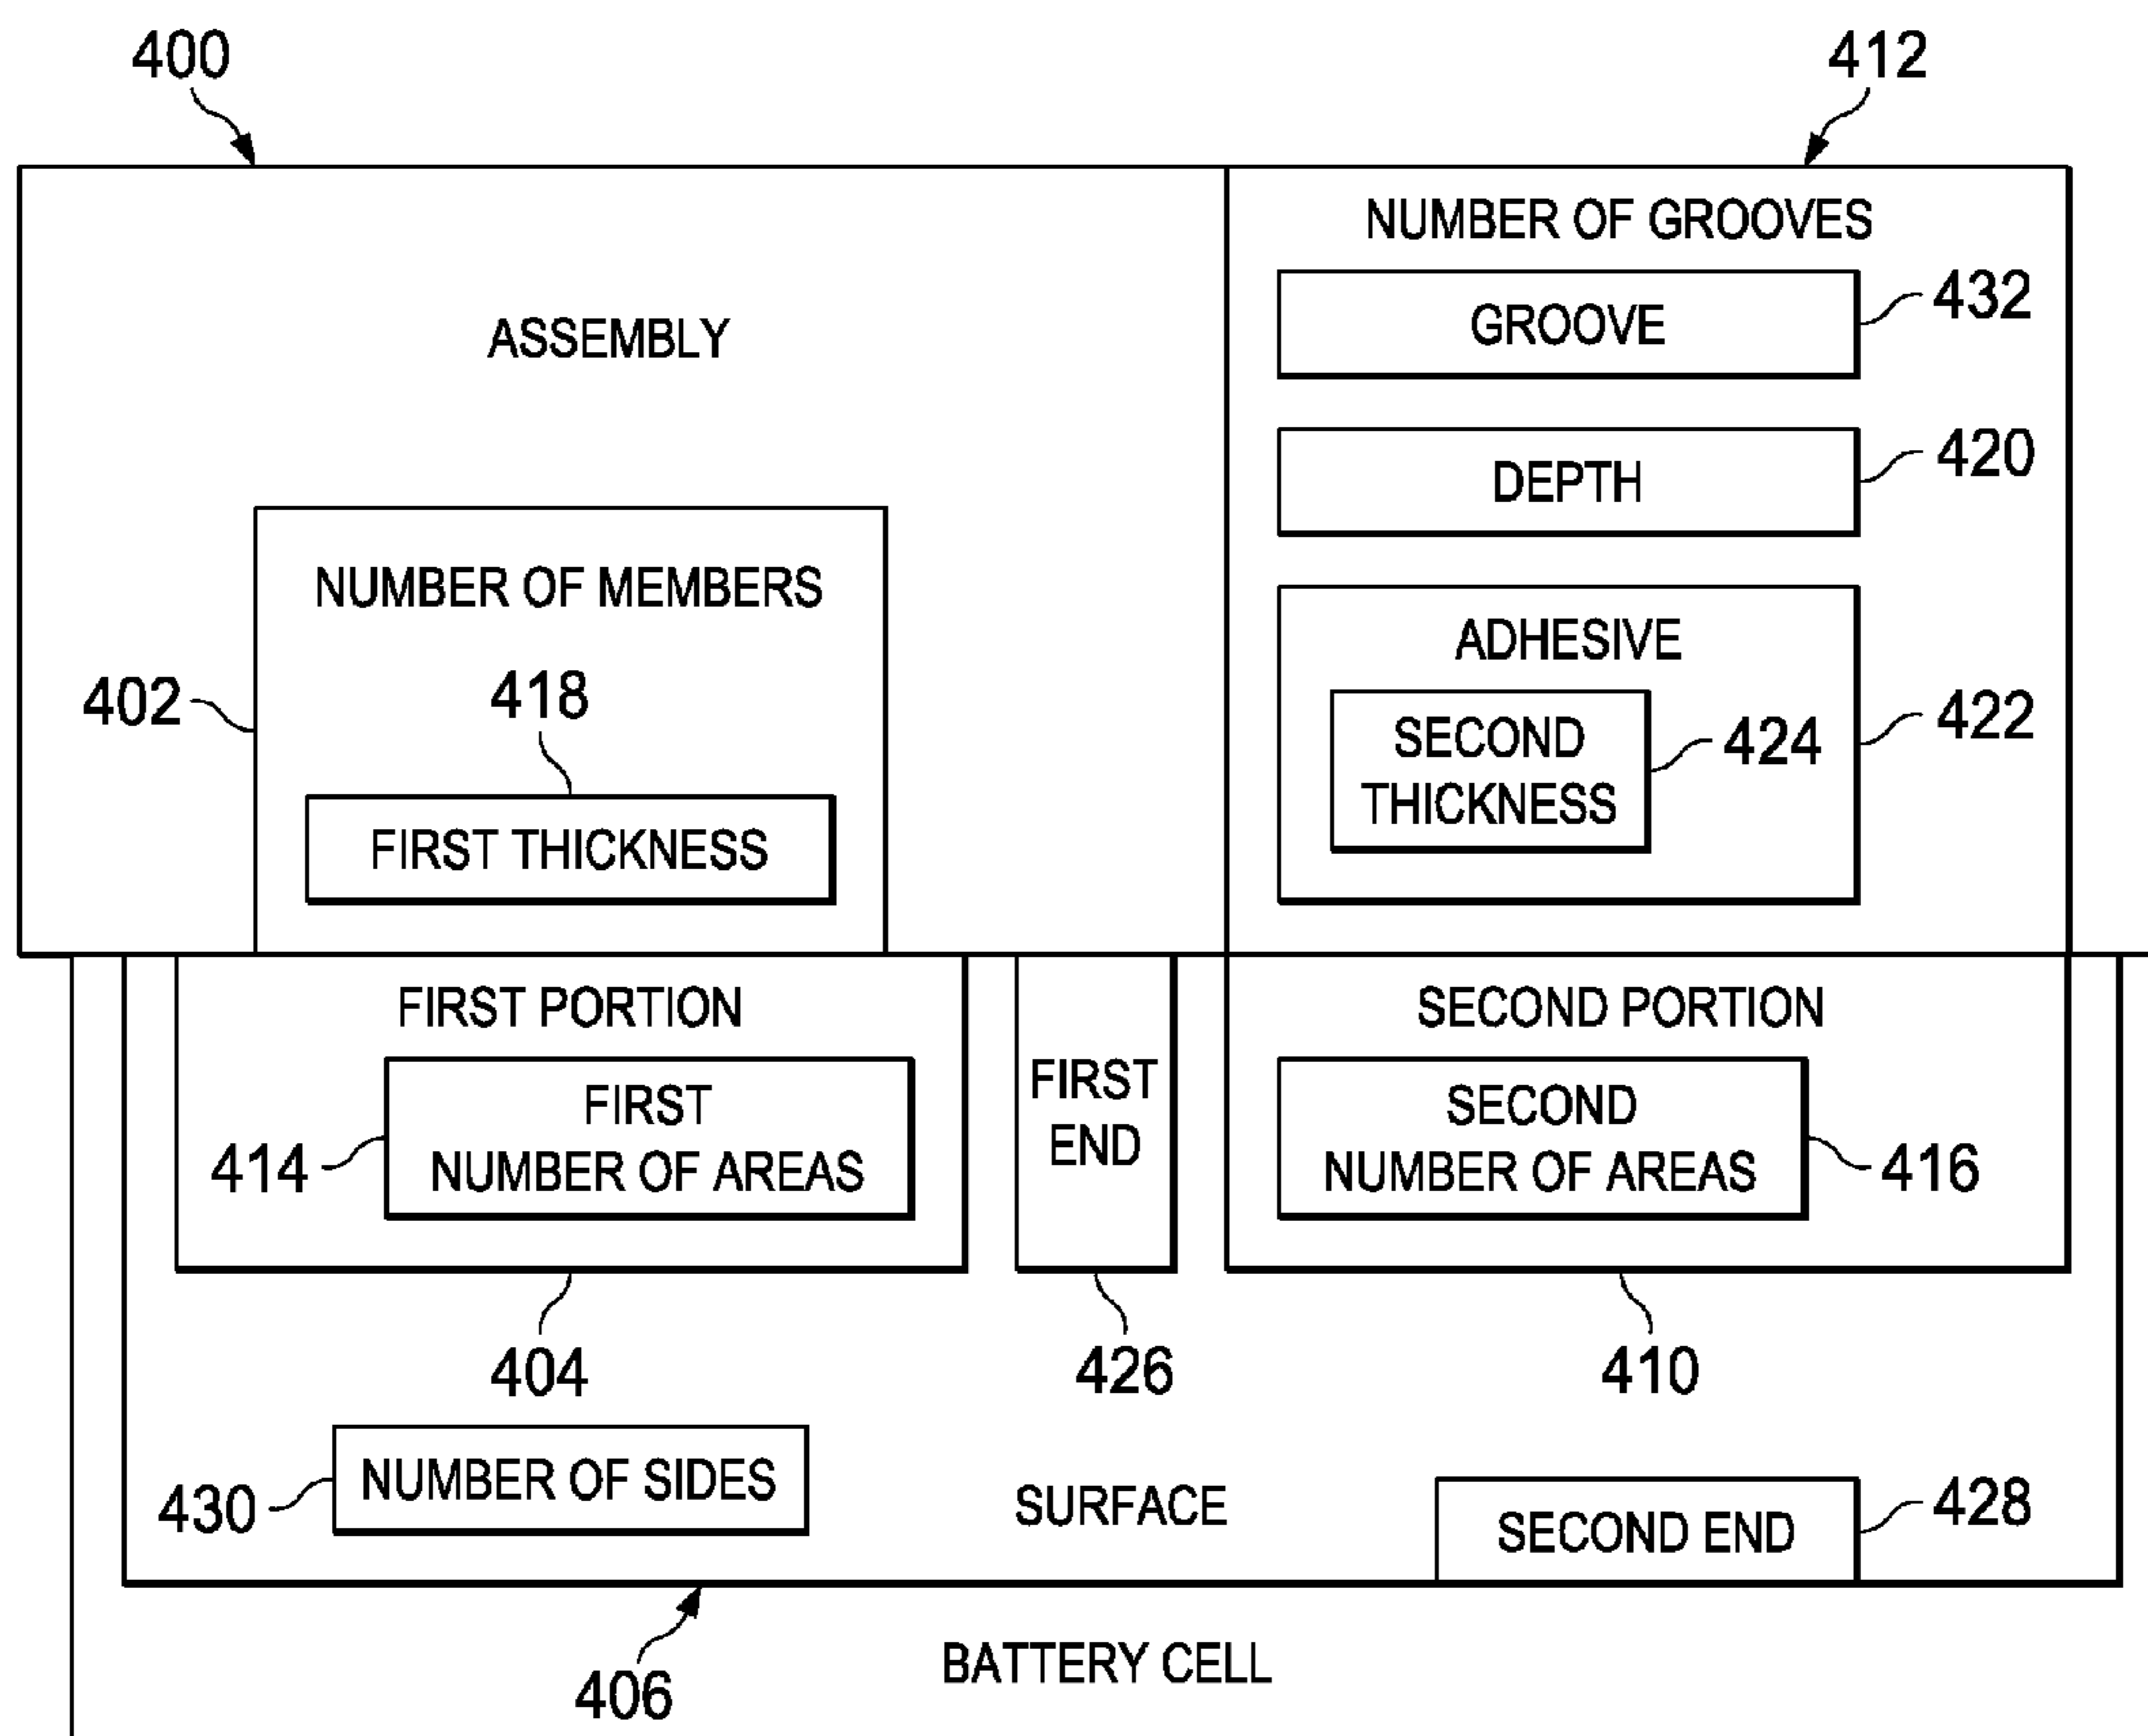 400
412
NUMBER OF GROOVES
GROOVE
432
ASSEMBLY
DEPTH
420
NUMBER OF MEMBERS
402
418
FIRST THICKNESS
ADHESIVE
422
SECOND
THICKNESS
424
FIRST PORTION
FIRST
NUMBER OF AREAS
414
404
FIRST
END
426
SECOND PORTION
SECOND
NUMBER OF AREAS
416
410
NUMBER OF SIDES
430
SURFACE
SECOND END
428
406
BATTERY CELL